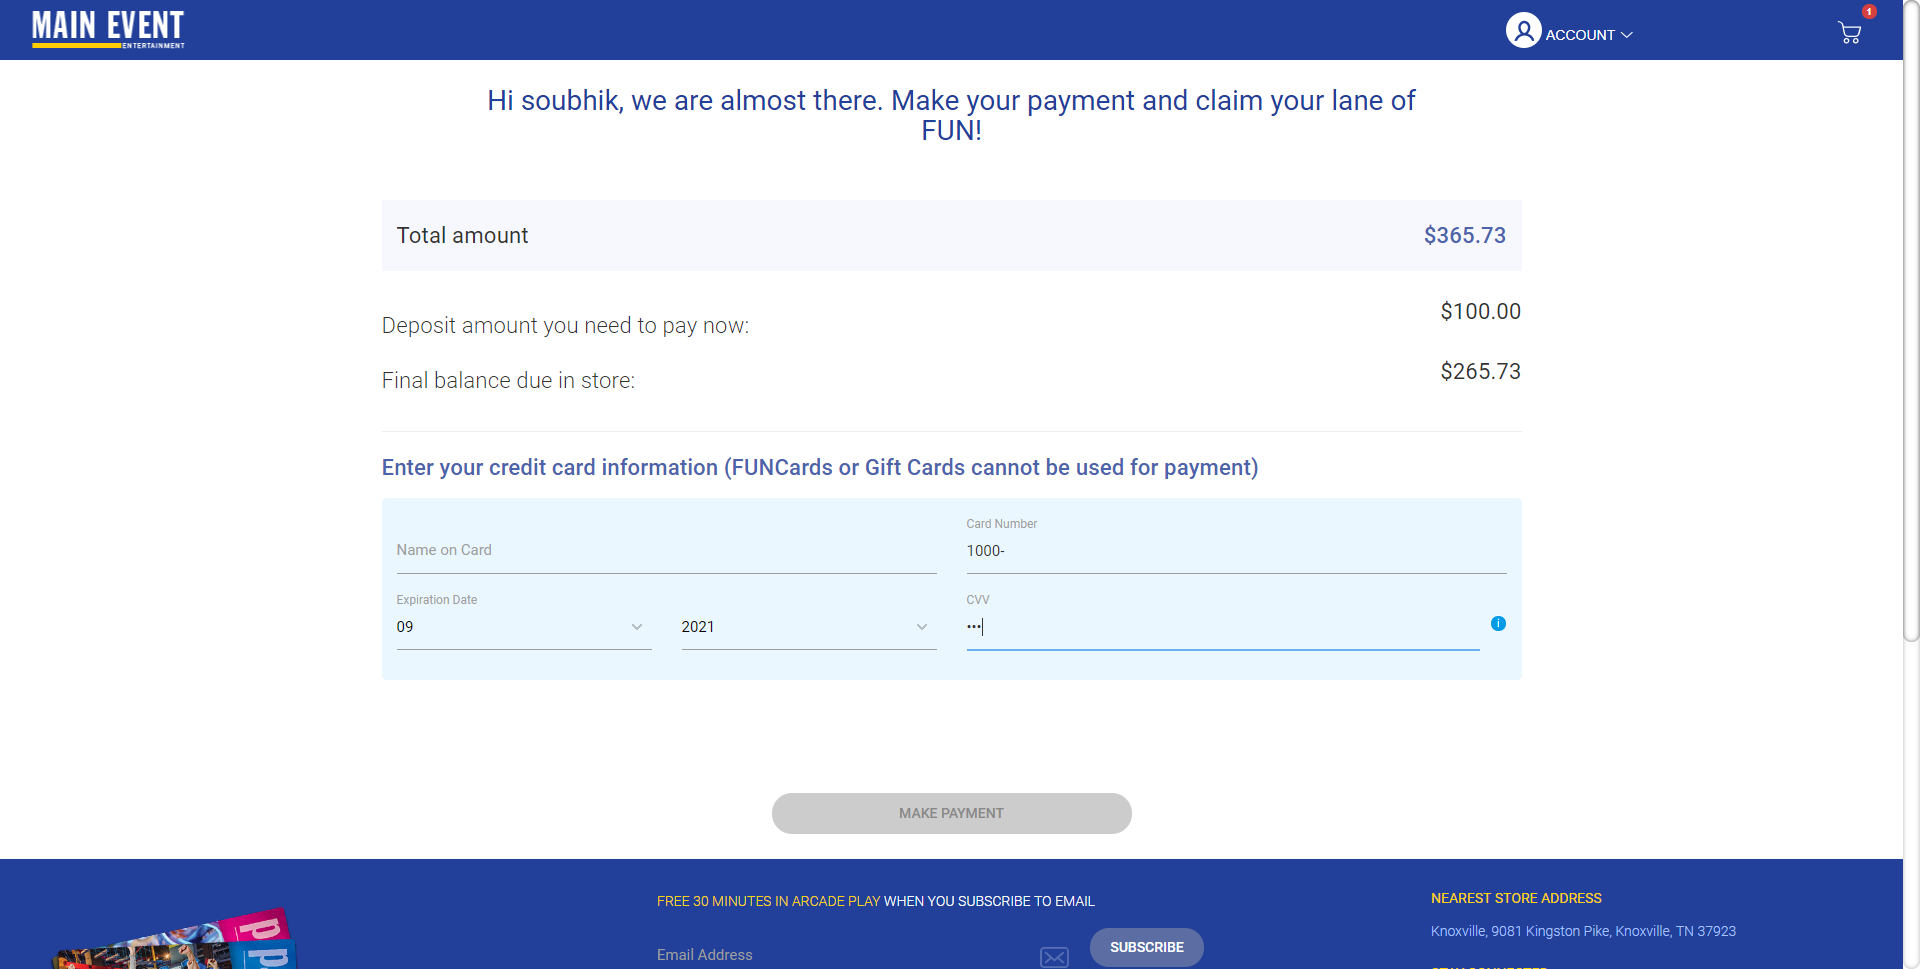 MAIN EVENT
ENTERTAINMENT
ACCOUNT
1
Hi soubhik, we are almost there. Make your payment and claim your lane of
FUN!
Total amount
$365.73
Deposit amount you need to pay now:
$100.00
Final balance due in store:
$265.73
Enter your credit card information (FUNCards or Gift Cards cannot be used for payment)
Name on Card
Card Number
1000-
Expiration Date
09
2021
CVV
•••
i
MAKE PAYMENT
FREE 30 MINUTES IN ARCADE PLAY WHEN YOU SUBSCRIBE TO EMAIL
Email Address
SUBSCRIBE
NEAREST STORE ADDRESS
Knoxville, 9081 Kingston Pike, Knoxville, TN 37923